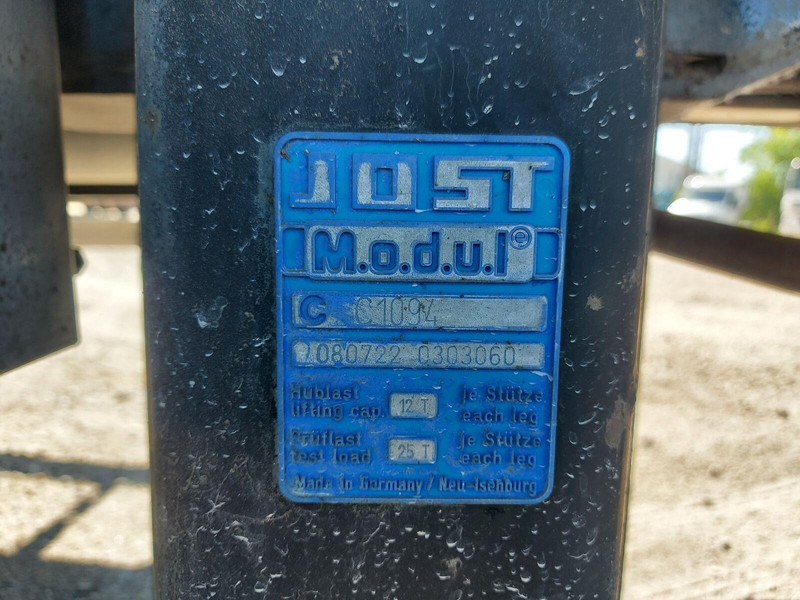 JOST
M.o.d.u.l e
C C1094
080722 0303060
Hublast je Stütze
lifting cap. 12 T each leg
Prüflast je Stütze
test load 25 T each leg
Made in Germany / Neu-Isenburg